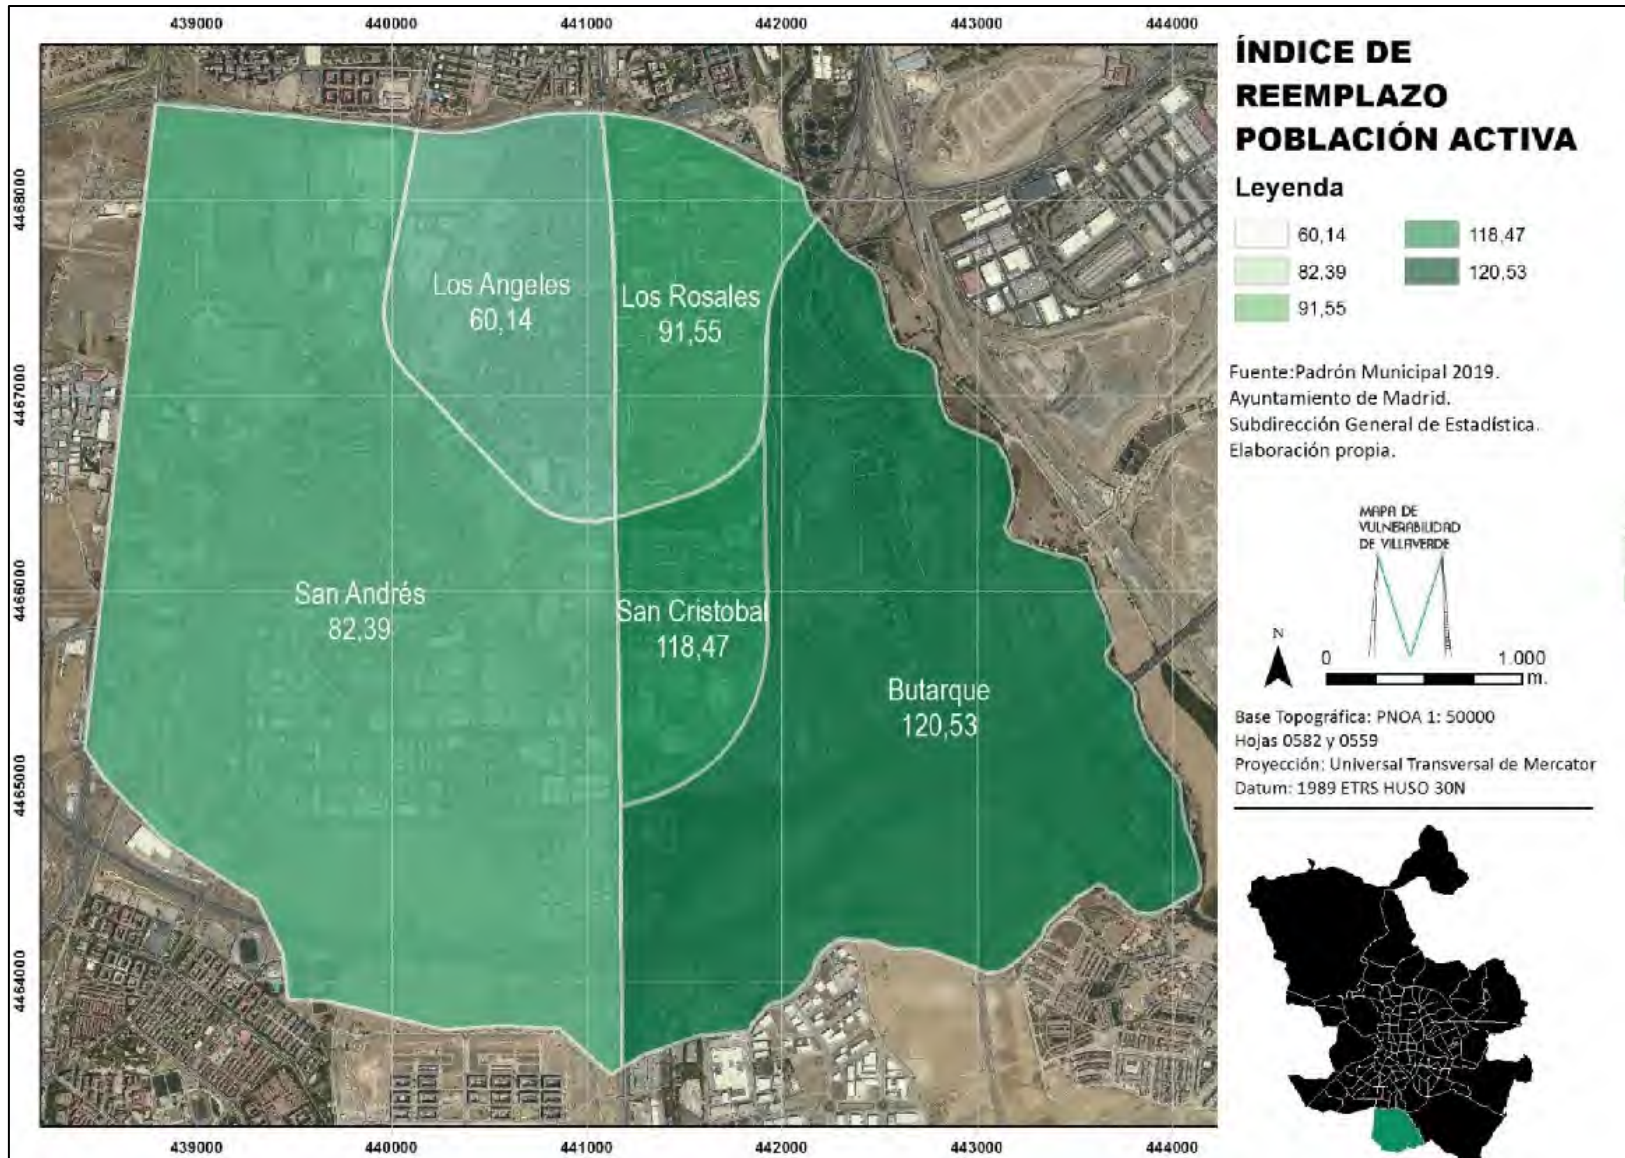 439000 440000 441000 442000 443000 444000
4468000
4467000
4466000
4465000
4464000
Los Angeles
60,14
Los Rosales
91,55
San Andrés
82,39
San Cristobal
118,47
Butarque
120,53
439000 440000 441000 442000 443000 444000
ÍNDICE DE
REEMPLAZO
POBLACIÓN ACTIVA
Leyenda
60,14 118,47
82,39 120,53
91,55
Fuente:Padrón Municipal 2019.
Ayuntamiento de Madrid.
Subdirección General de Estadística.
Elaboración propia.
MAPA DE
VULNERABILIDAD
DE VILLAVERDE
N
0 1.000
m.
Base Topográfica: PNOA 1: 50000
Hojas 0582 y 0559
Proyección: Universal Transversal de Mercator
Datum: 1989 ETRS HUSO 30N